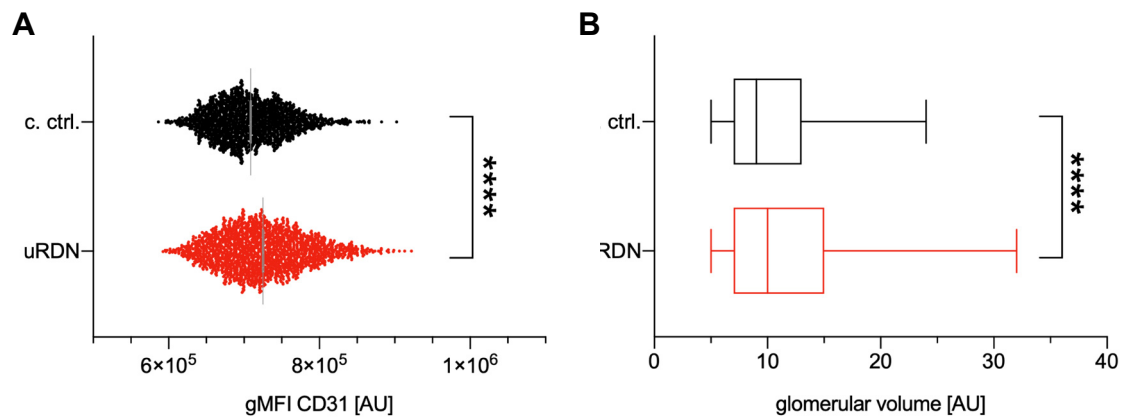 A
B
c. ctrl.
uRDN
****
6×10⁵
8×10⁵
1×10⁶
gMFI CD31 [AU]
ctrl.
RDN
****
0
10
20
30
40
glomerular volume [AU]